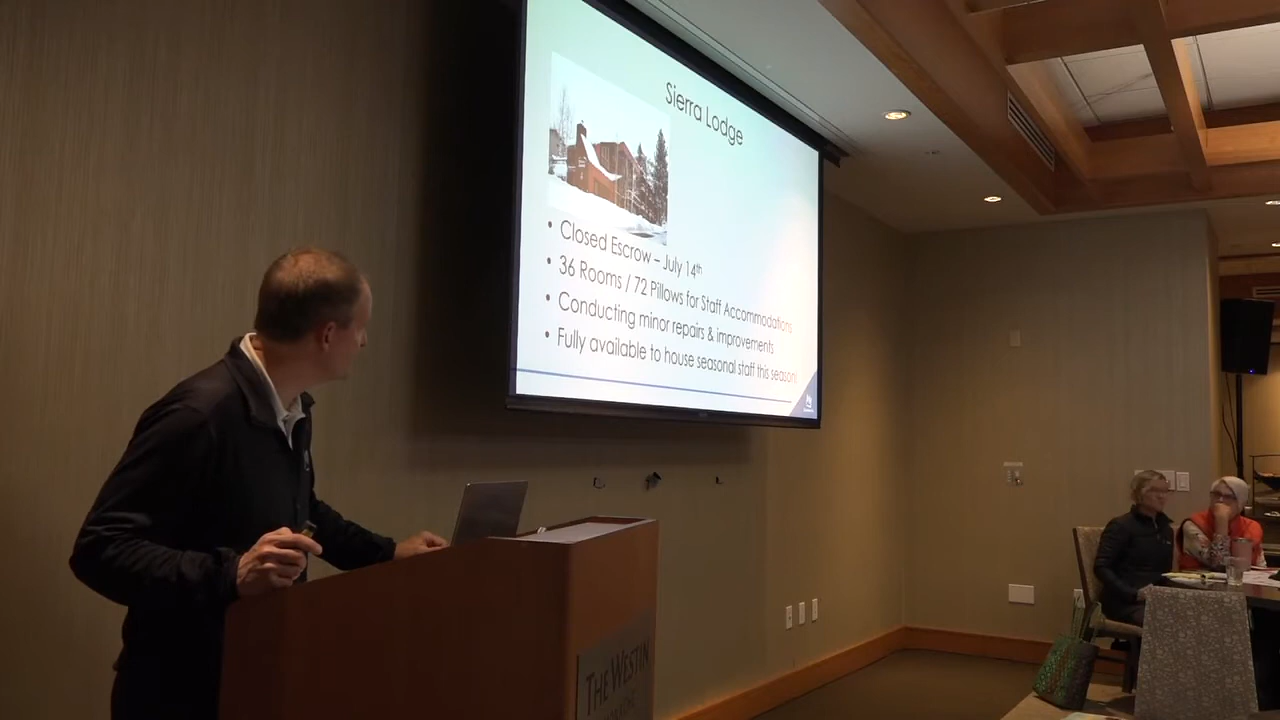 Sierra Lodge
• Closed Escrow – July 14th
• 36 Rooms / 72 Pillows for Staff Accommodations
• Conducting minor repairs & improvements
• Fully available to house seasonal staff this season!
THE WESTIN